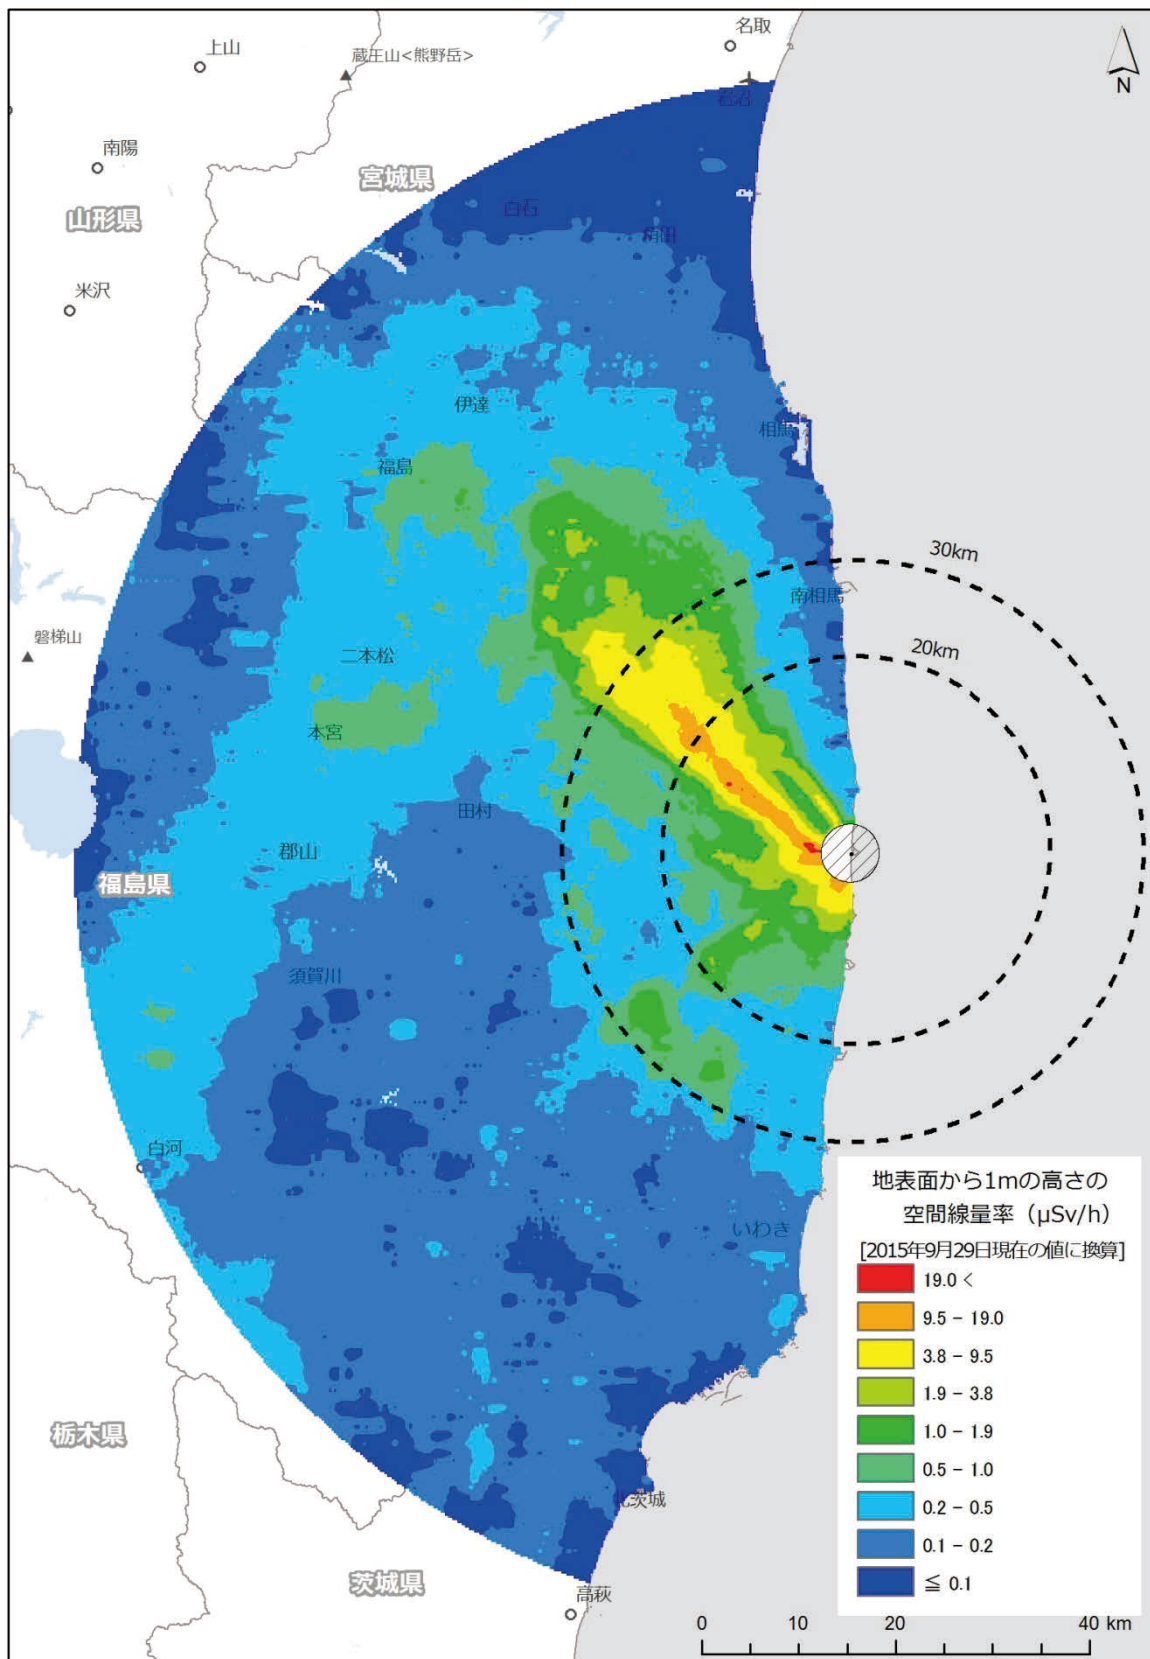 名取
上山
蔵王山<熊野岳>
N
岩沼
南陽
宮城県
山形県
白石
角田
米沢
伊達
相馬
福島
30km
南相馬
磐梯山
二本松
20km
本宮
田村
郡山
福島県
須賀川
白河
いわき
地表面から1mの高さの
空間線量率（μSv/h）
[2015年9月29日現在の値に換算]
19.0 <
9.5 - 19.0
3.8 - 9.5
1.9 - 3.8
1.0 - 1.9
0.5 - 1.0
0.2 - 0.5
0.1 - 0.2
≦ 0.1
栃木県
北茨城
茨城県
高萩
0 10 20 40 km